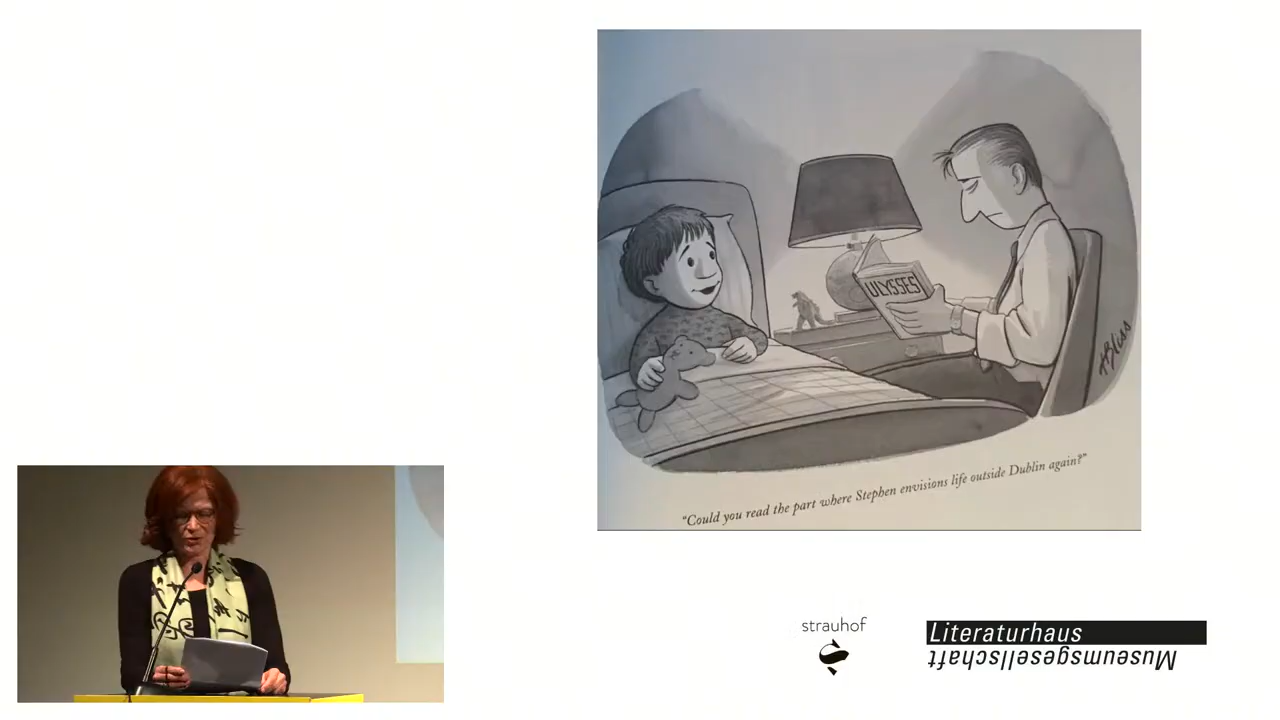 ULYSSES
HBliss
"Could you read the part where Stephen envisions life outside Dublin again?"
strauhof
Literaturhaus
Museumsgesellschaft